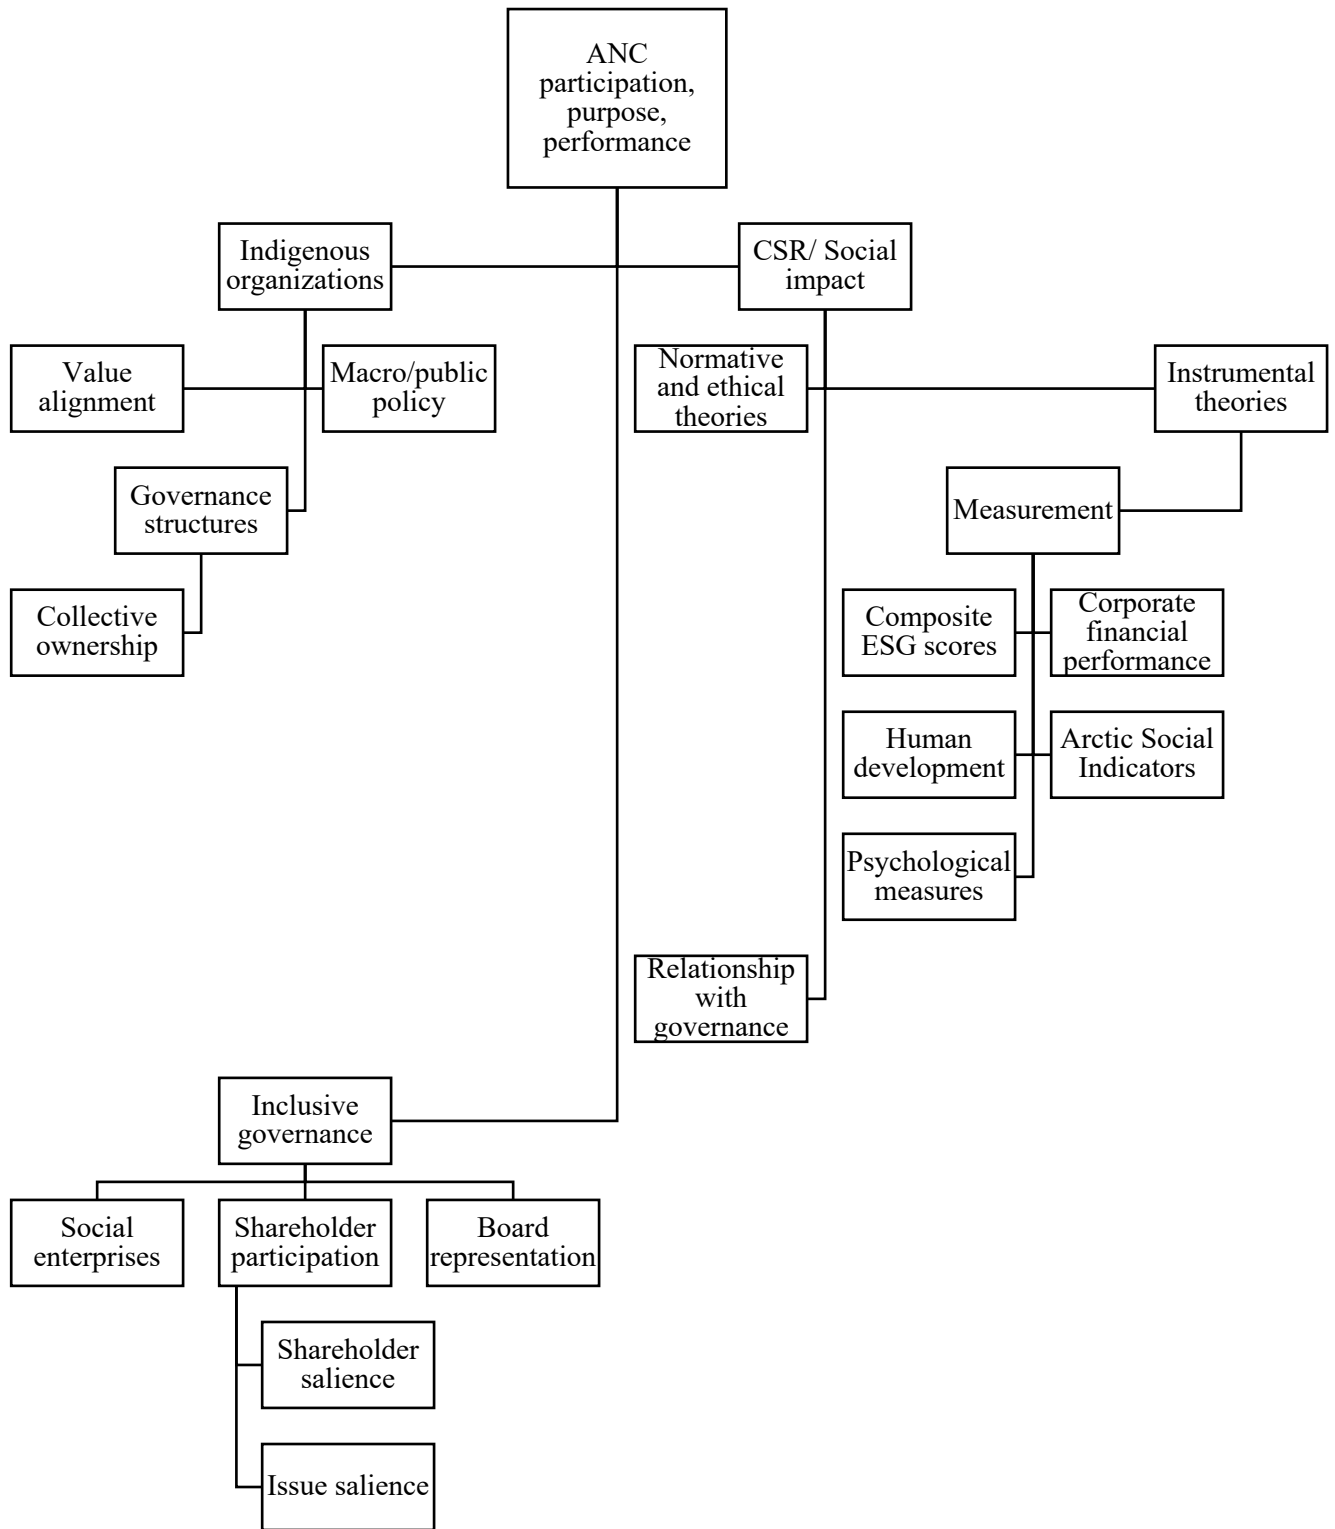 ANC
participation,
purpose,
performance
Indigenous
organizations
CSR/ Social
impact
Value
alignment
Macro/public
policy
Normative
and ethical
theories
Instrumental
theories
Governance
structures
Measurement
Collective
ownership
Composite
ESG scores
Corporate
financial
performance
Human
development
Arctic Social
Indicators
Psychological
measures
Relationship
with
governance
Inclusive
governance
Social
enterprises
Shareholder
participation
Board
representation
Shareholder
salience
Issue salience